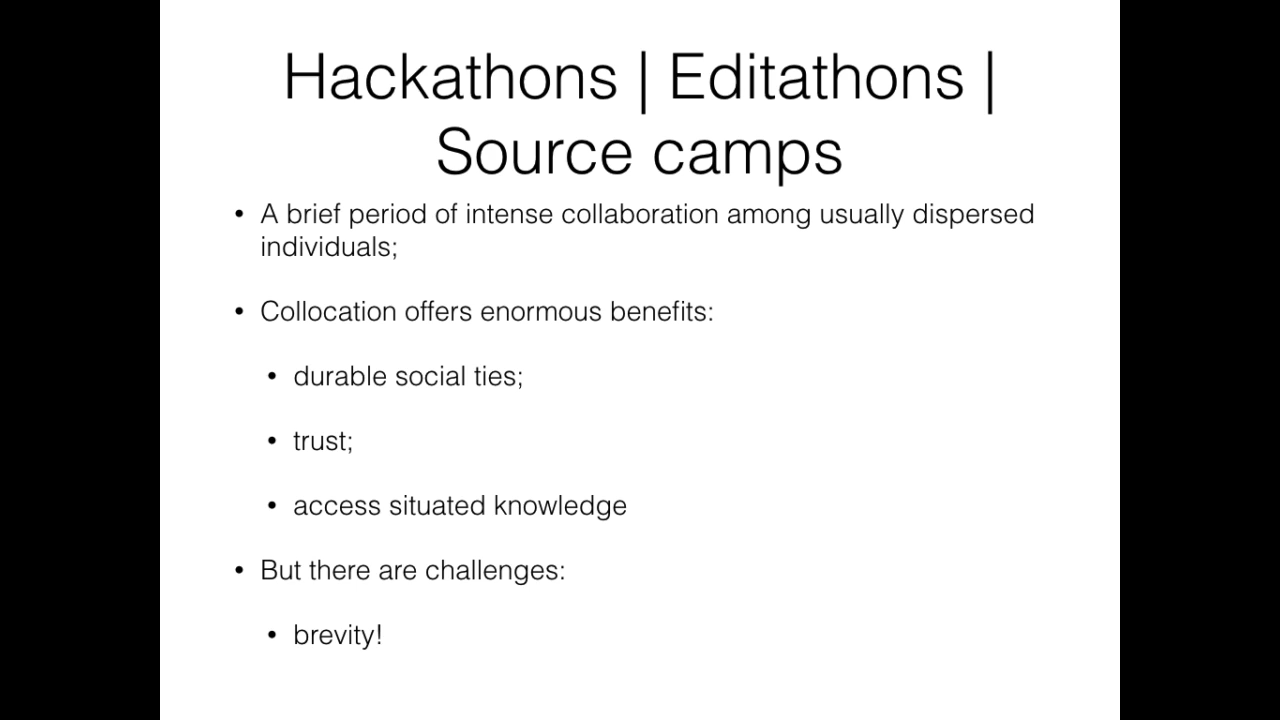 Hackathons | Editathons |
Source camps
• A brief period of intense collaboration among usually dispersed
individuals;
• Collocation offers enormous benefits:
• durable social ties;
• trust;
• access situated knowledge
• But there are challenges:
• brevity!